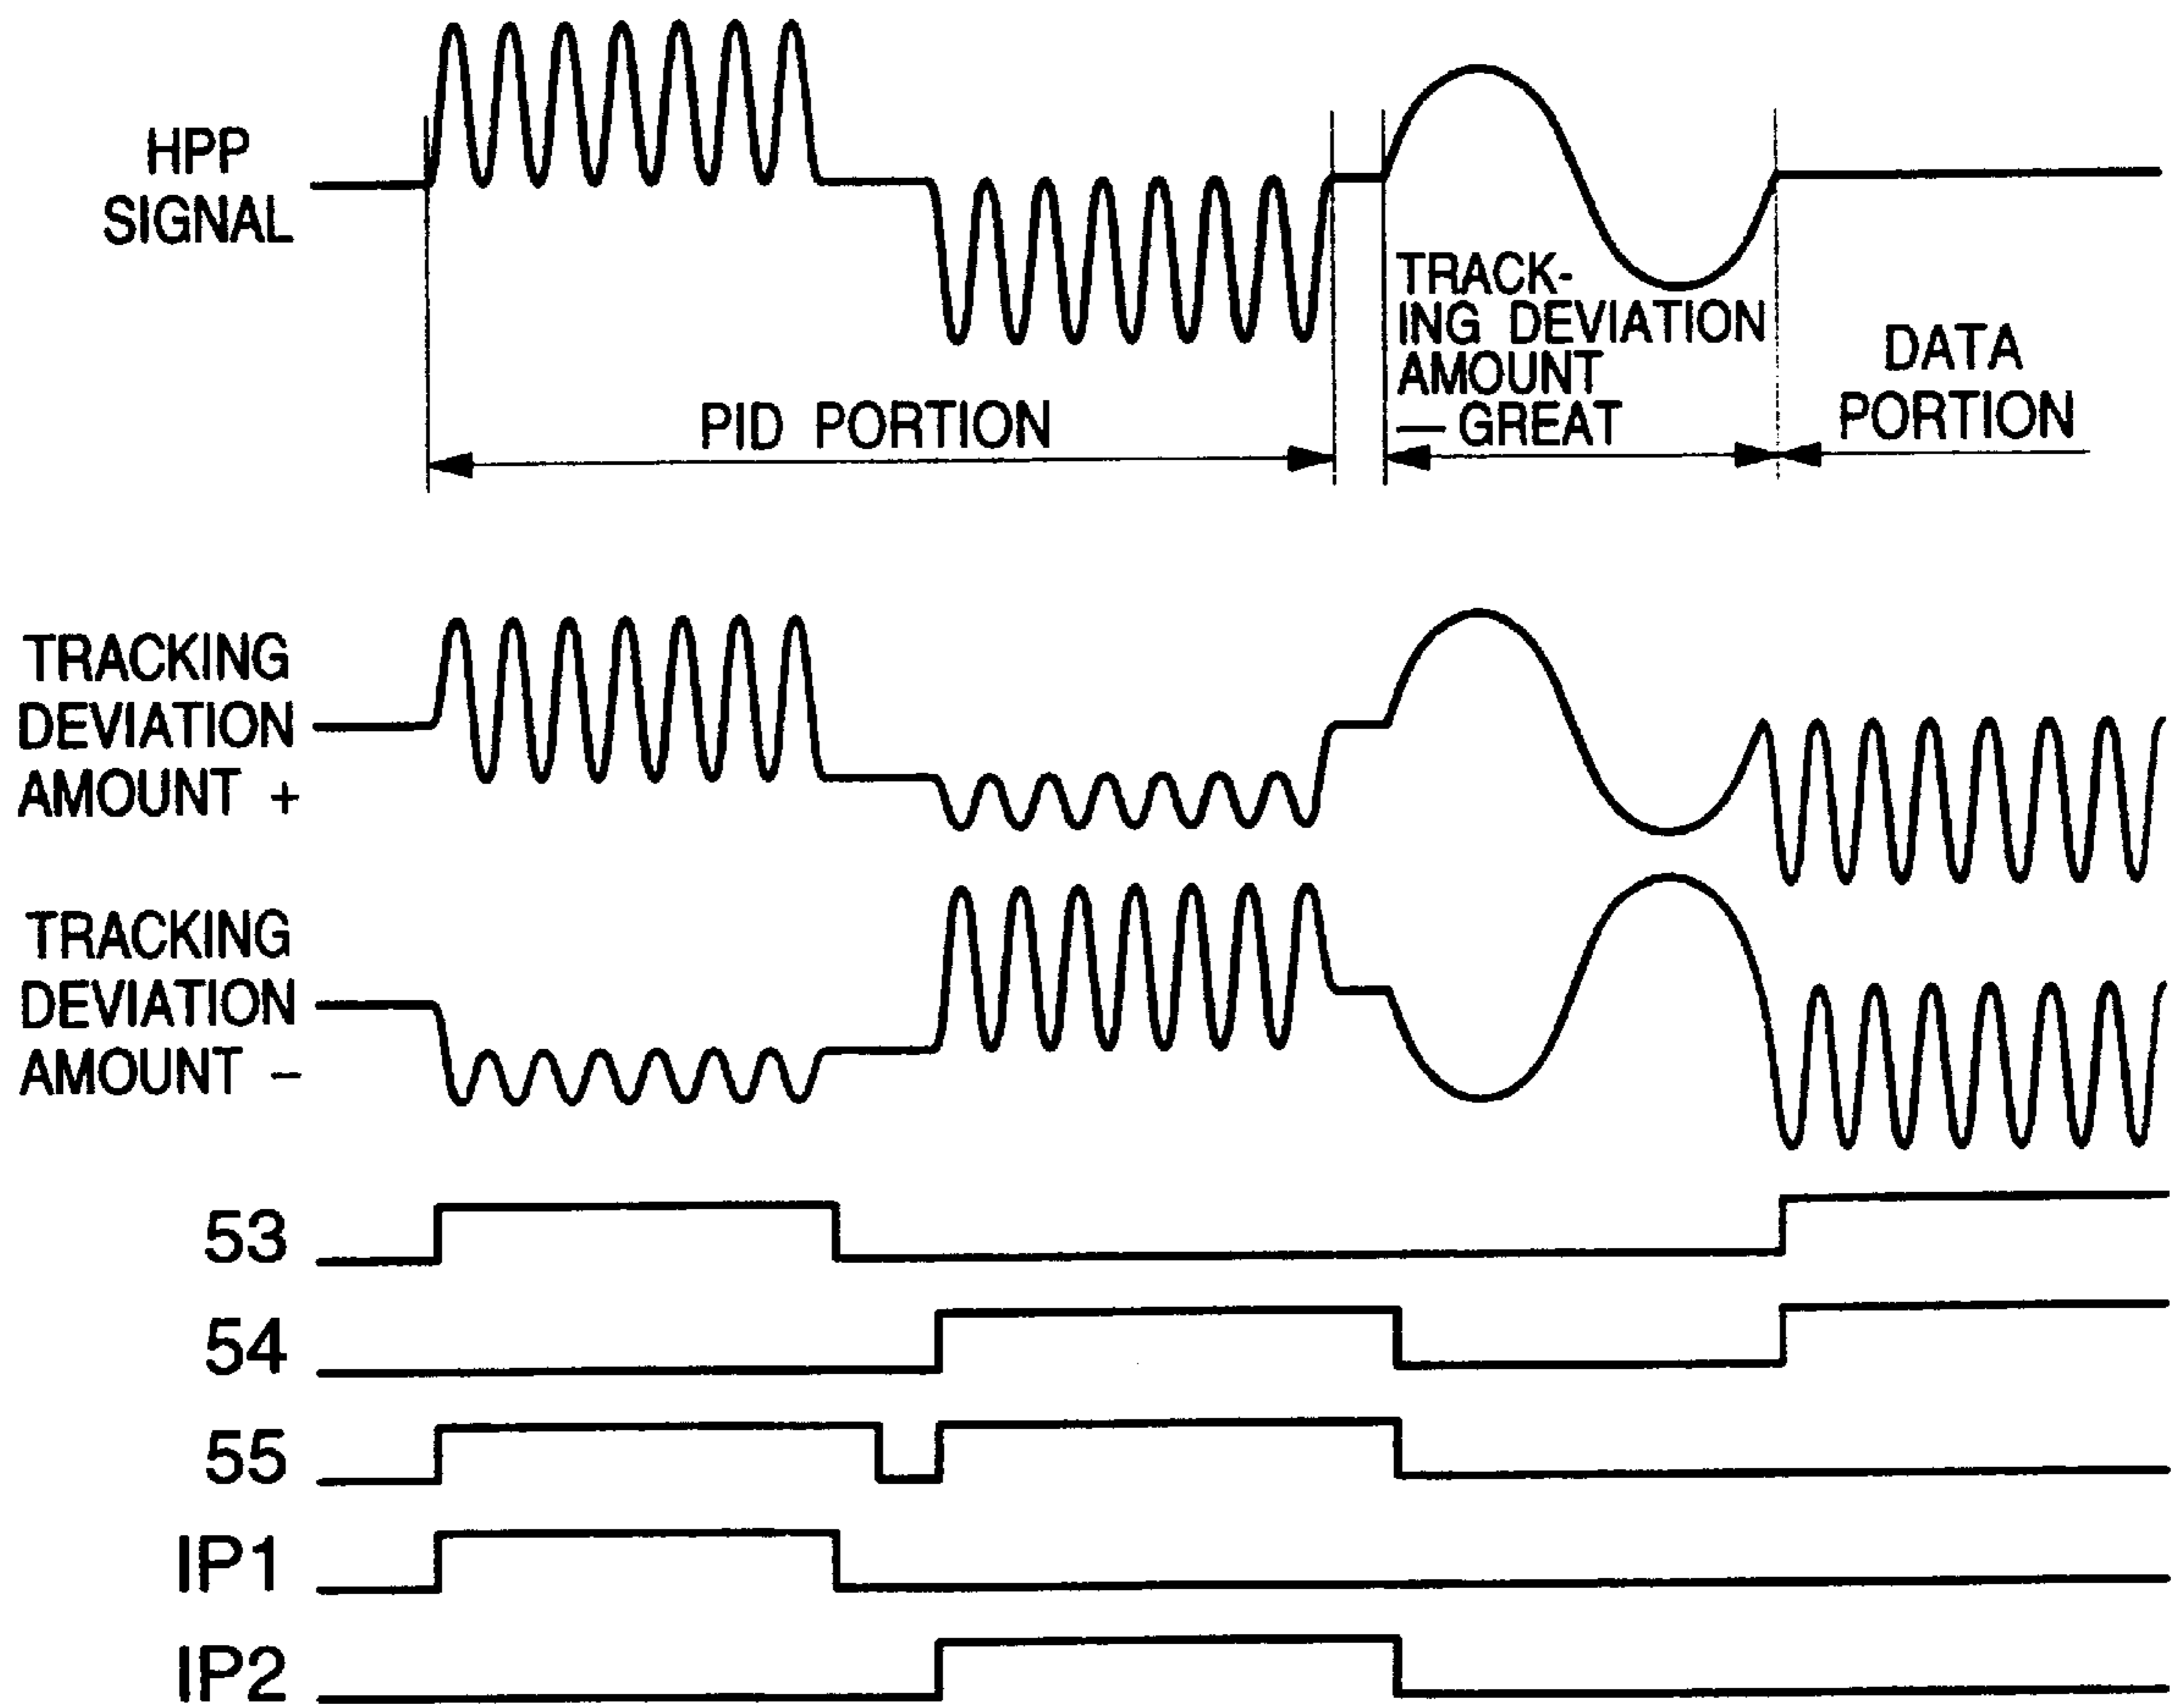 HPP
SIGNAL
TRACK-
ING DEVIATION
AMOUNT
— GREAT
DATA
PORTION
PID PORTION
TRACKING
DEVIATION
AMOUNT +
TRACKING
DEVIATION
AMOUNT −
53
54
55
IP1
IP2